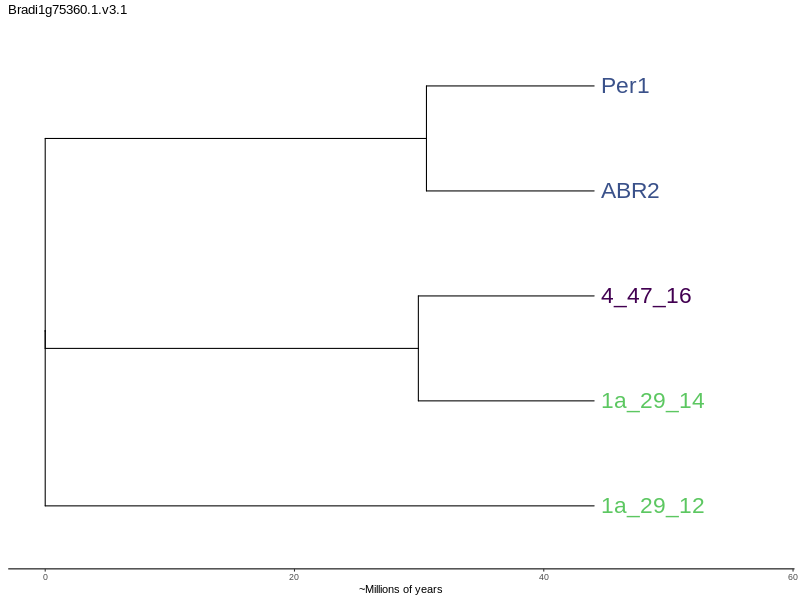 Bradi1g75360.1.v3.1
Per1
ABR2
4_47_16
1a_29_14
1a_29_12
0 20 40 60
~Millions of years